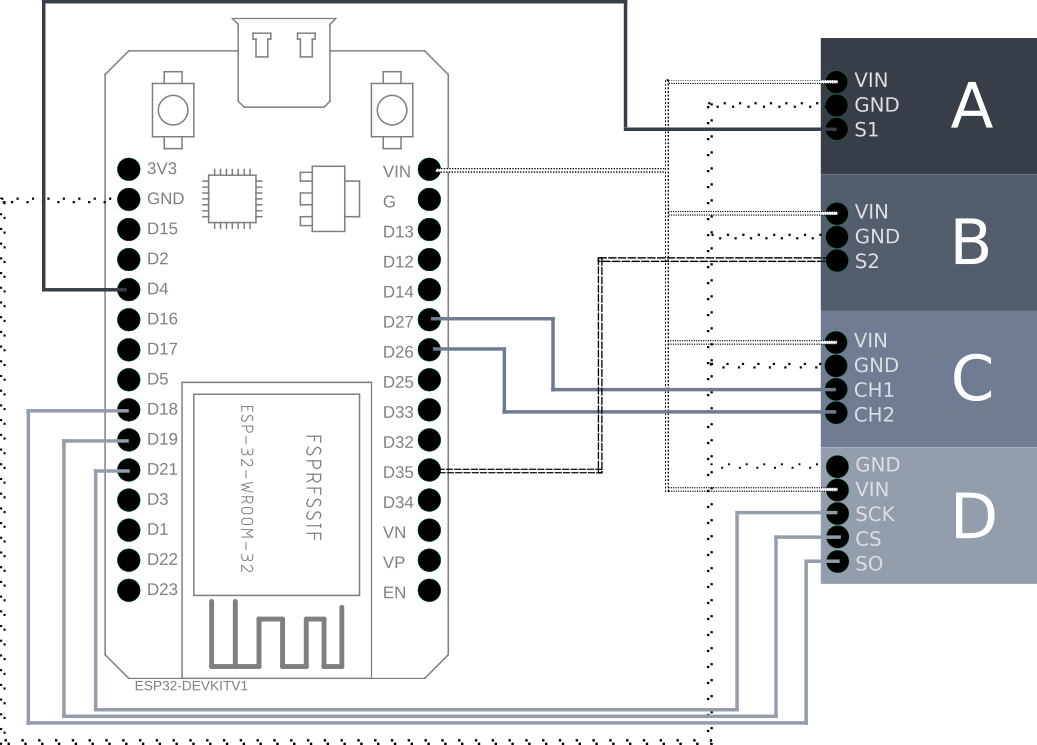 3V3
GND
D15
D2
D4
D16
D17
D5
D18
D19
D21
D3
D1
D22
D23
VIN
G
D13
D12
D14
D27
D26
D25
D33
D32
D35
D34
VN
VP
EN
ESP-32-WROOM-32
FSPRFSSIF
ESP32-DEVKITV1
VIN
GND
S1
A
VIN
GND
S2
B
VIN
GND
CH1
CH2
C
GND
VIN
SCK
CS
SO
D